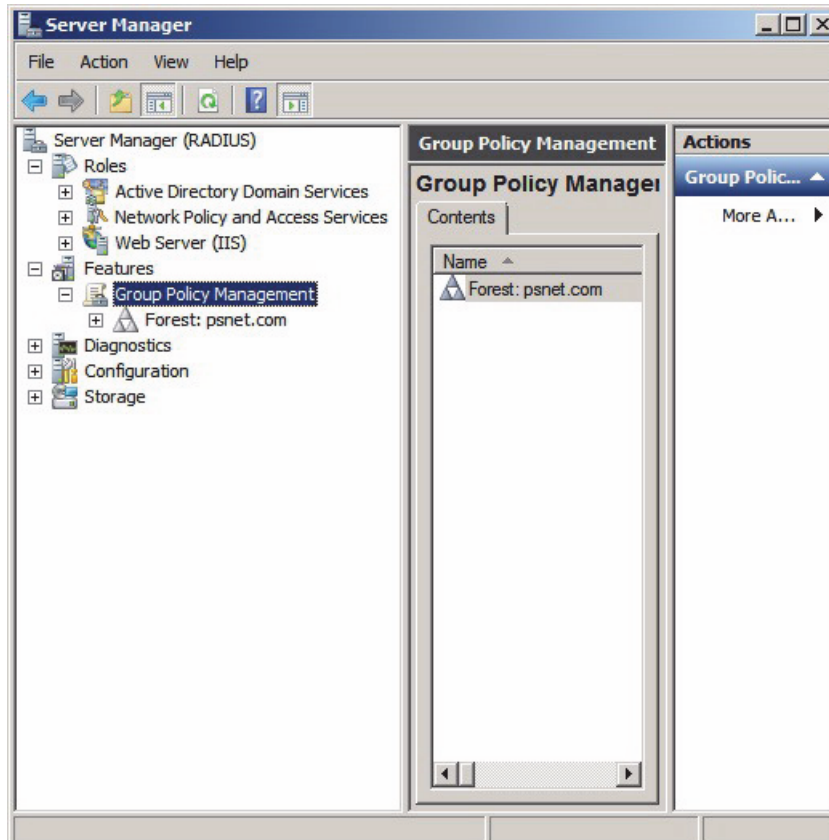 Server Manager
File Action View Help
Server Manager (RADIUS)
Roles
Active Directory Domain Services
Network Policy and Access Services
Web Server (IIS)
Features
Group Policy Management
Forest: psnet.com
Diagnostics
Configuration
Storage
Group Policy Management
Group Policy Manager
Contents
Name
Forest: psnet.com
Actions
Group Polic...
More A...